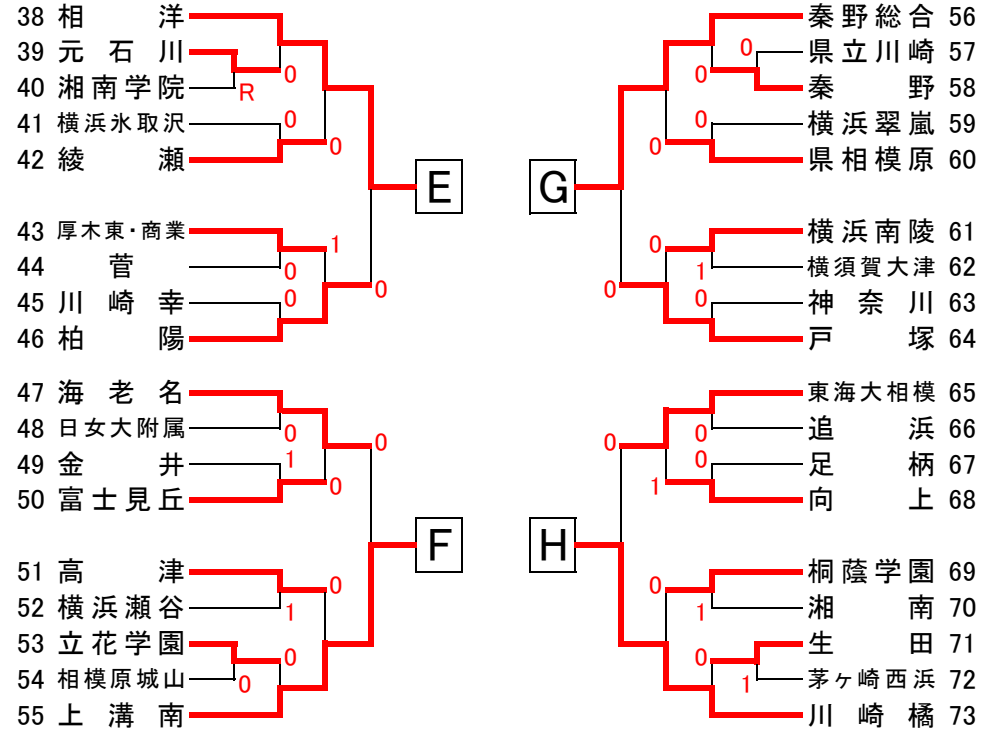 38 相洋
39 元石川
0
40 湘南学院
R
41 横浜氷取沢
0
0
42 綾瀬
E
43 厚木東・商業
1
44 菅
0
45 川崎幸
0
0
46 柏陽
47 海老名
0
48 日女大附属
0
49 金井
1
50 富士見丘
0
F
51 高津
0
52 横浜瀬谷
1
53 立花学園
0
54 相模原城山
0
55 上溝南
秦野総合 56
0
県立川崎 57
0
秦野 58
0
横浜翠嵐 59
0
県相模原 60
G
横浜南陵 61
0
1
横須賀大津 62
0
0
神奈川 63
戸塚 64
東海大相模 65
0
0
追浜 66
0
足柄 67
1
向上 68
H
桐蔭学園 69
0
1
湘南 70
生田 71
0
1
茅ヶ崎西浜 72
川崎橘 73